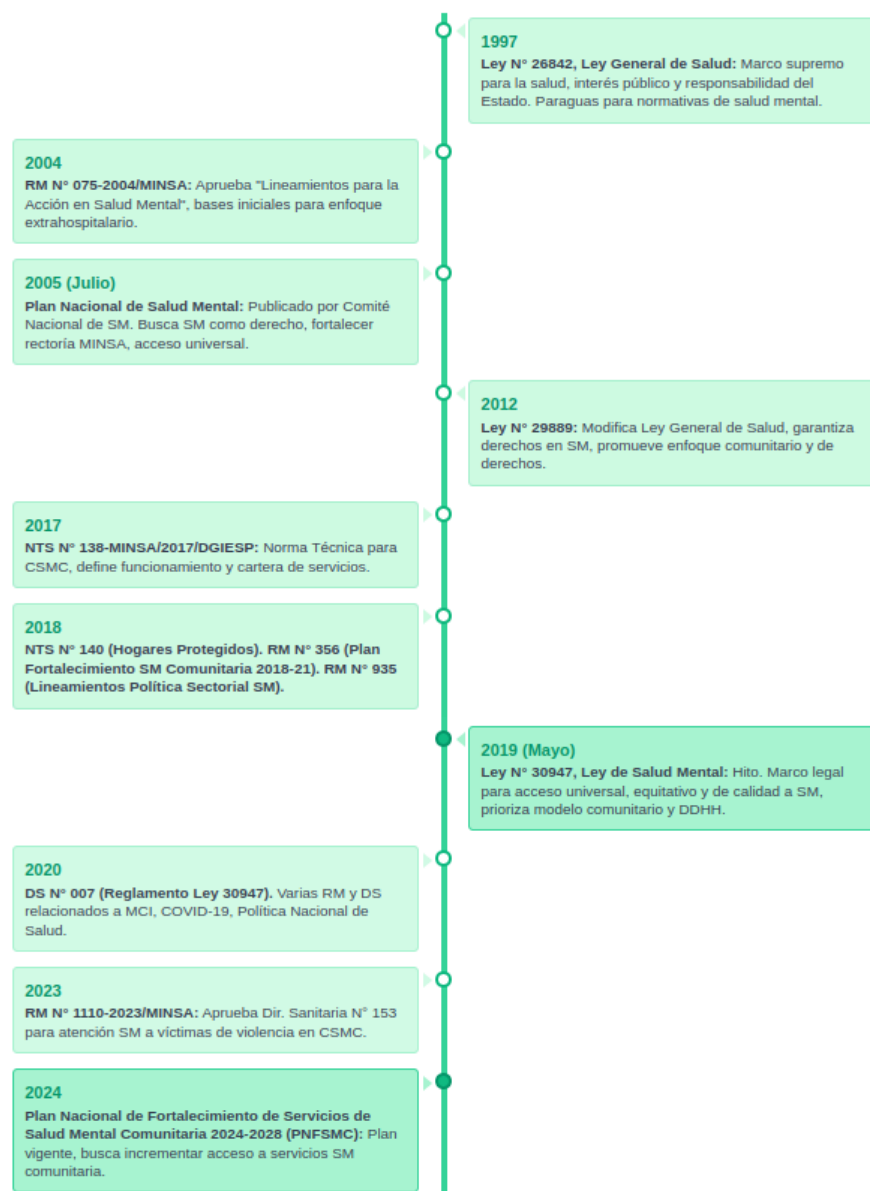 1997
Ley N° 26842, Ley General de Salud: Marco supremo
para la salud, interés público y responsabilidad del
Estado. Paraguas para normativas de salud mental.
2004
RM N° 075-2004/MINSA: Aprueba "Lineamientos para la
Acción en Salud Mental", bases iniciales para enfoque
extrahospitalario.
2005 (Julio)
Plan Nacional de Salud Mental: Publicado por Comité
Nacional de SM. Busca SM como derecho, fortalecer
rectoría MINSA, acceso universal.
2012
Ley N° 29889: Modifica Ley General de Salud, garantiza
derechos en SM, promueve enfoque comunitario y de
derechos.
2017
NTS N° 138-MINSA/2017/DGIESP: Norma Técnica para
CSMC, define funcionamiento y cartera de servicios.
2018
NTS N° 140 (Hogares Protegidos). RM N° 356 (Plan
Fortalecimiento SM Comunitaria 2018-21). RM N° 935
(Lineamientos Política Sectorial SM).
2019 (Mayo)
Ley N° 30947, Ley de Salud Mental: Hito. Marco legal
para acceso universal, equitativo y de calidad a SM,
prioriza modelo comunitario y DDHH.
2020
DS N° 007 (Reglamento Ley 30947). Varias RM y DS
relacionados a MCI, COVID-19, Política Nacional de
Salud.
2023
RM N° 1110-2023/MINSA: Aprueba Dir. Sanitaria N° 153
para atención SM a víctimas de violencia en CSMC.
2024
Plan Nacional de Fortalecimiento de Servicios de
Salud Mental Comunitaria 2024-2028 (PNFSMC): Plan
vigente, busca incrementar acceso a servicios SM
comunitaria.